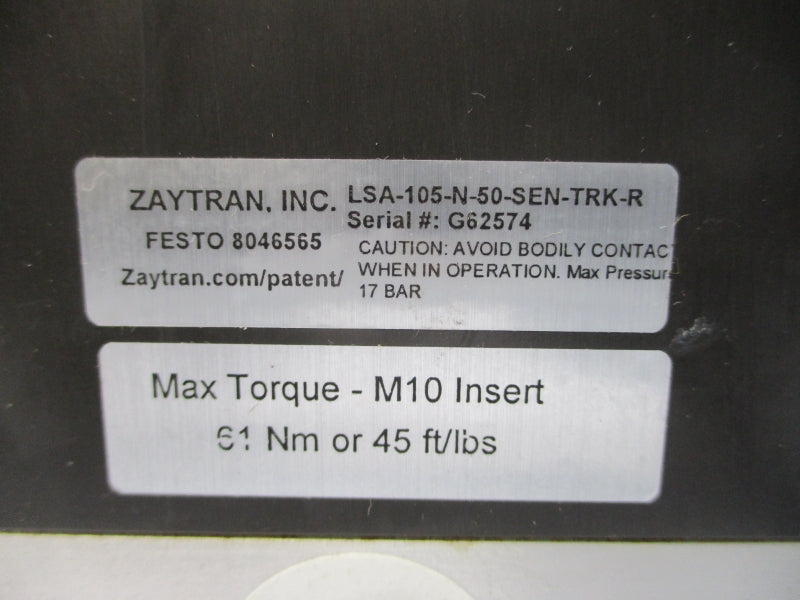 ZAYTRAN, INC.
FESTO 8046565
Zaytran.com/patent/
LSA-105-N-50-SEN-TRK-R
Serial #: G62574
CAUTION: AVOID BODILY CONTAC
WHEN IN OPERATION. Max Pressur
17 BAR
Max Torque - M10 Insert
61 Nm or 45 ft/lbs